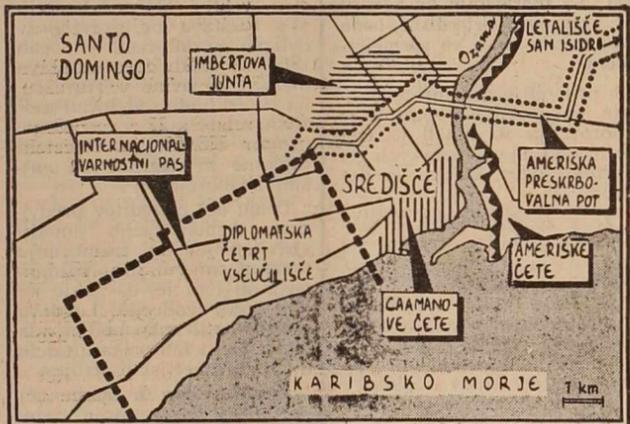 SANTO
DOMINGO
IMBERTOVA
JUNTA
Ozama
LETALIŠČE
SAN ISIDRO
INTERNACIONAL-
VARNOSTNI PAS
SREDIŠČE
AMERIŠKA
PRESKRBO-
VALNA POT
DIPLOMATSKA
ČETRT
VSEUČILIŠČE
AMERIŠKE
ČETE
CAAMANO-
VE ČETE
KARIBSKO MORJE
1 km